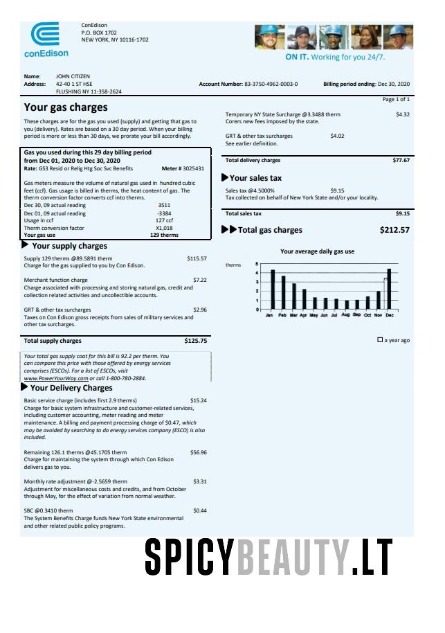 ConEdison
P.O. BOX 1702
NEW YORK, NY 10116-1702
conEdison
ON IT. Working for you 24/7.
Name: JOHN CITIZEN
Address: 42-40 1 ST HSE
FLUSHING NY 11-358-2624
Account Number: 83-3750-4962-0003-0
Billing period ending: Dec 30, 2020
Page 1 of 1
Your gas charges
These charges are for the gas you used (supply) and getting that gas to
you (delivery). Rates are based on a 30 day period. When your billing
period is more or less than 30 days, we prorate your bill accordingly.
Gas you used during this 29 day billing period
from Dec 01, 2020 to Dec 30, 2020
Rate: GS3 Resid or Relig Htg Soc Svc Benefits Meter # 3025431
Gas meters measure the volume of natural gas used in hundred cubic
feet (ccf). Gas usage is billed in therms, the heat content of gas. The
therm conversion factor converts ccf into therms.
Dec 30, 09 actual reading 3511
Dec 01, 09 actual reading -3384
Usage in ccf 127 ccf
Therm conversion factor X1,018
Your gas use 129 therms
Your supply charges
Supply 129 therms @89.5891 therm $115.57
Charge for the gas supplied to you by Con Edison.
Merchant function charge $7.22
Charge associated with processing and storing natural gas, credit and
collection related activities and uncollectible accounts.
GRT & other tax surcharges $2.96
Taxes on Con Edison gross receipts from sales of military services and
other tax surcharges.
Total supply charges $125.75
Your total gas supply cost for this bill is 92.2 per therm. You
can compare this price with those offered by energy services
comprises (ESCOs). For a list of ESCOs, visit
www.PowerYourWay.com or call 1-800-780-2884.
Your Delivery Charges
Basic service charge (includes first 2.9 therms) $15.24
Charge for basic system infrastructure and customer-related services,
including customer accounting, meter reading and meter
maintenance. A billing and payment processing charge of $0.47, which
may be avoided by searching to do energy services company (ESCO) is also
included.
Remaining 126.1 therms @45.1705 therm $56.96
Charge for maintaining the system through which Con Edison
delivers gas to you.
Monthly rate adjustment @-2.5659 therm $3.31
Adjustment for miscellaneous costs and credits, and from October
through May, for the effect of variation from normal weather.
SBC @0.3410 therm $0.44
The System Benefits Charge funds New York State environmental
and other related public policy programs.
Temporary NY State Surcharge @3.3488 therm $4.32
Corers new fees imposed by the state.
GRT & other tax surcharges $4.02
See earlier definition.
Total delivery charges $77.67
Your sales tax
Sales tax @4.5000% $9.15
Tax collected on behalf of New York State and/or your locality.
Total sales tax $9.15
Total gas charges $212.57
Your average daily gas use
therms
5
4
3
2
1
0
Jan Feb Mar Apr May Jun Jul Aug Sep Oct Nov Dec
a year ago
SPICYBEAUTY.LT